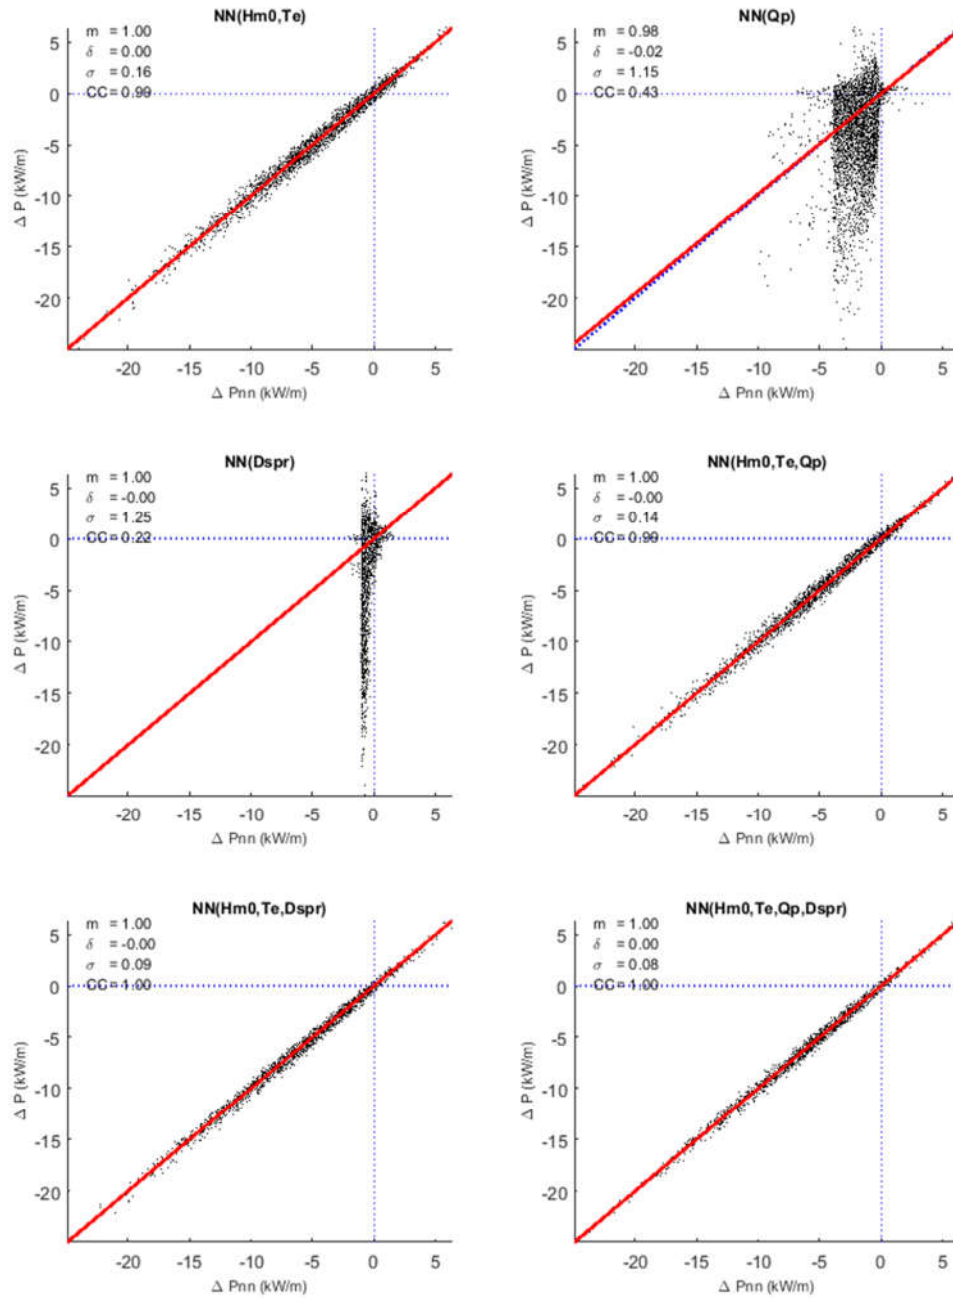 NN(Hm0,Te)
m = 1.00
δ = 0.00
σ = 0.16
CC = 0.99
5
0
-5
-10
-15
-20
Δ P (kW/m)
-20 -15 -10 -5 0 5
Δ Pnn (kW/m)
NN(Qp)
m = 0.98
δ = -0.02
σ = 1.15
CC = 0.43
5
0
-5
-10
-15
-20
Δ P (kW/m)
-20 -15 -10 -5 0 5
Δ Pnn (kW/m)
NN(Dspr)
m = 1.00
δ = -0.00
σ = 1.25
CC = 0.22
5
0
-5
-10
-15
-20
Δ P (kW/m)
-20 -15 -10 -5 0 5
Δ Pnn (kW/m)
NN(Hm0,Te,Qp)
m = 1.00
δ = -0.00
σ = 0.14
CC = 0.99
5
0
-5
-10
-15
-20
Δ P (kW/m)
-20 -15 -10 -5 0 5
Δ Pnn (kW/m)
NN(Hm0,Te,Dspr)
m = 1.00
δ = -0.00
σ = 0.09
CC = 1.00
5
0
-5
-10
-15
-20
Δ P (kW/m)
-20 -15 -10 -5 0 5
Δ Pnn (kW/m)
NN(Hm0,Te,Qp,Dspr)
m = 1.00
δ = 0.00
σ = 0.08
CC = 1.00
5
0
-5
-10
-15
-20
Δ P (kW/m)
-20 -15 -10 -5 0 5
Δ Pnn (kW/m)